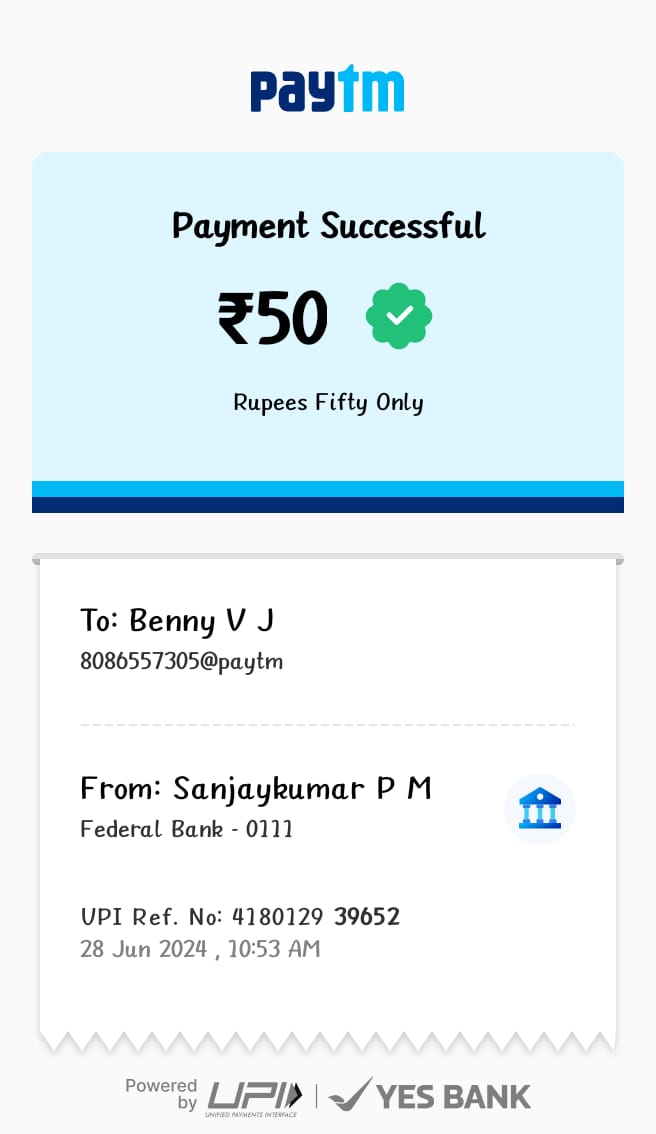 paytm
Payment Successful
₹50
Rupees Fifty Only
To: Benny V J
8086557305@paytm
From: Sanjaykumar P M
Federal Bank - 0111
UPI Ref. No: 4180129 39652
28 Jun 2024 , 10:53 AM
Powered by UPI | YES BANK
UNIFIED PAYMENTS INTERFACE